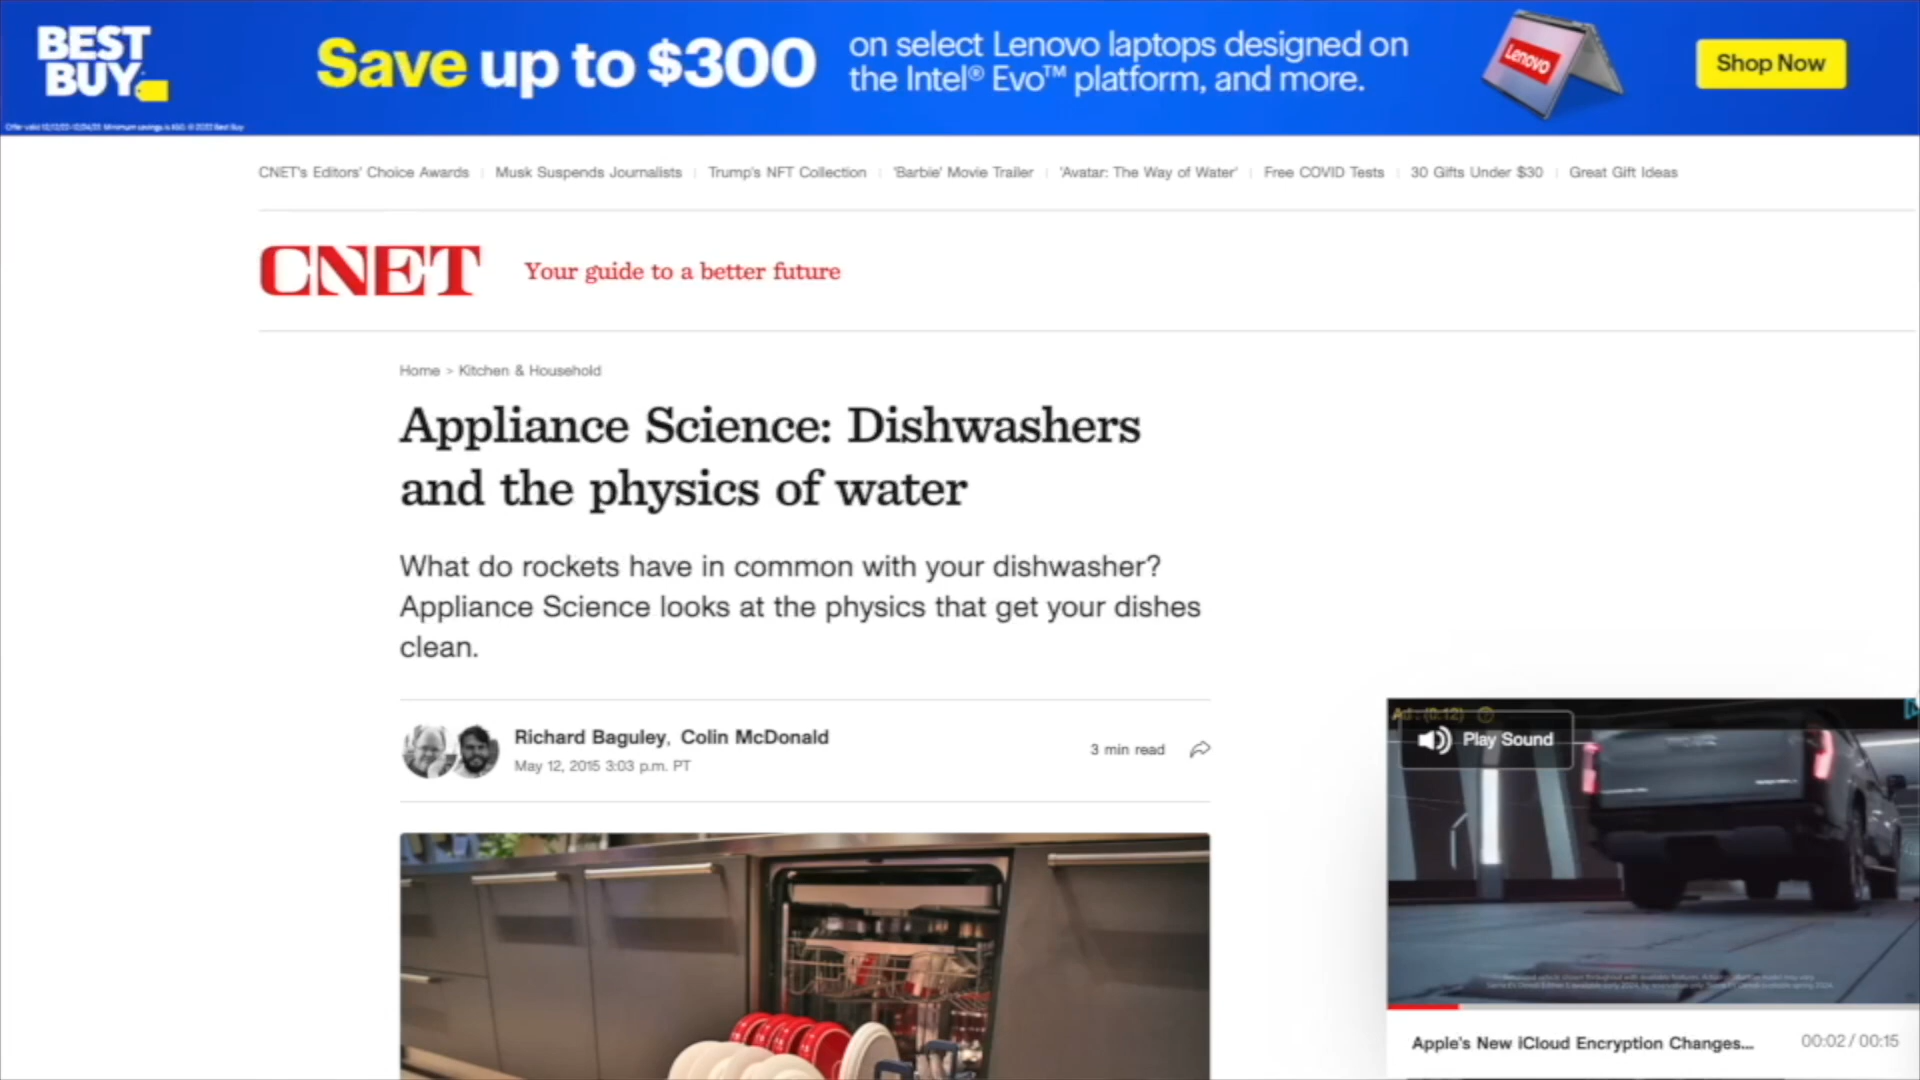 BEST
BUY
Save up to $300
on select Lenovo laptops designed on
the Intel® Evo™ platform, and more.
Lenovo
Shop Now
CNET's Editors' Choice Awards
Musk Suspends Journalists
Trump's NFT Collection
'Barbie' Movie Trailer
'Avatar: The Way of Water'
Free COVID Tests
30 Gifts Under $30
Great Gift Ideas
CNET
Your guide to a better future
Home > Kitchen & Household
Appliance Science: Dishwashers
and the physics of water
What do rockets have in common with your dishwasher?
Appliance Science looks at the physics that get your dishes
clean.
Richard Baguley, Colin McDonald
May 12, 2015 3:03 p.m. PT
3 min read
Ad : (0:12)
Play Sound
Apple's New iCloud Encryption Changes...
00:02 / 00:15